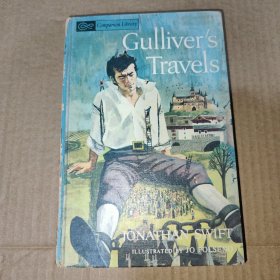 Companion Library
Gulliver's
Travels
JONATHAN SWIFT
ILLUSTRATED BY JO POLSENO